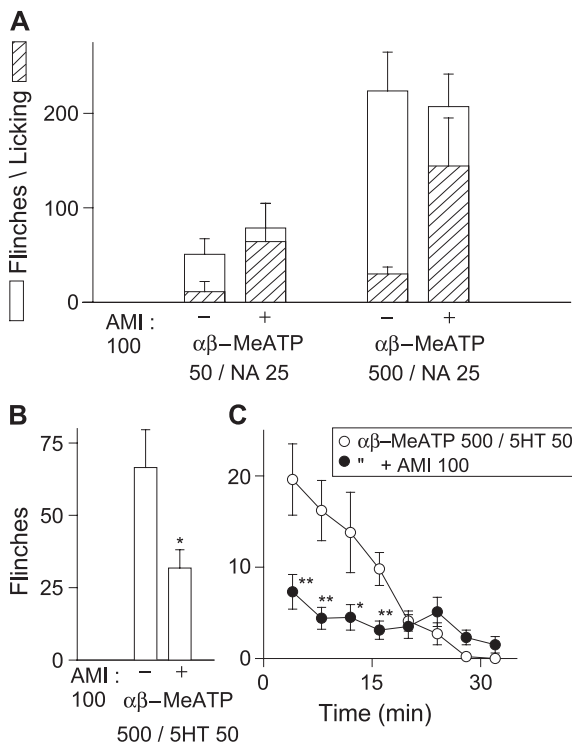 A
Flinches \ Licking
200
100
0
AMI : − + − +
100 αβ−MeATP αβ−MeATP
50 / NA 25 500 / NA 25
B
Flinches
75
50
25
0
*
AMI : − +
100 αβ−MeATP
500 / 5HT 50
C
αβ−MeATP 500 / 5HT 50
" + AMI 100
20
10
0
** ** * **
0 15 30
Time (min)